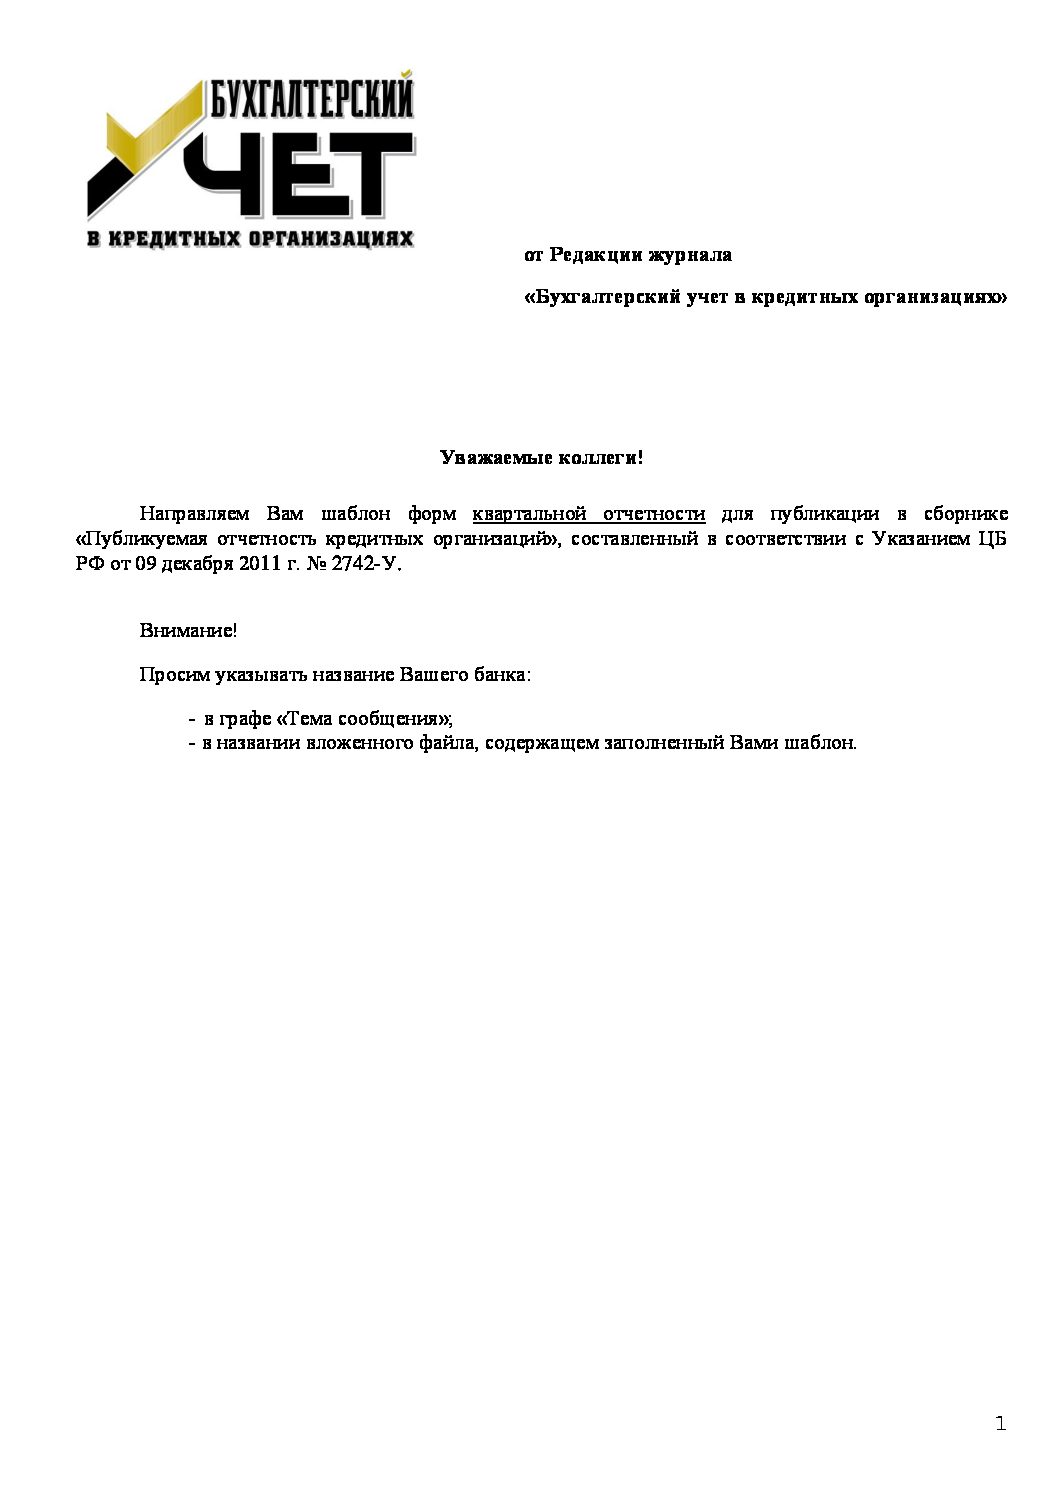 БУХГАЛТЕРСКИЙ
УЧЕТ
В КРЕДИТНЫХ ОРГАНИЗАЦИЯХ
от Редакции журнала
«Бухгалтерский учет в кредитных организациях»
Уважаемые коллеги!
Направляем Вам шаблон форм квартальной отчетности для публикации в сборнике
«Публикуемая отчетность кредитных организаций», составленный в соответствии с Указанием ЦБ
РФ от 09 декабря 2011 г. № 2742-У.
Внимание!
Просим указывать название Вашего банка:
- в графе «Тема сообщения»;
- в названии вложенного файла, содержащем заполненный Вами шаблон.
1